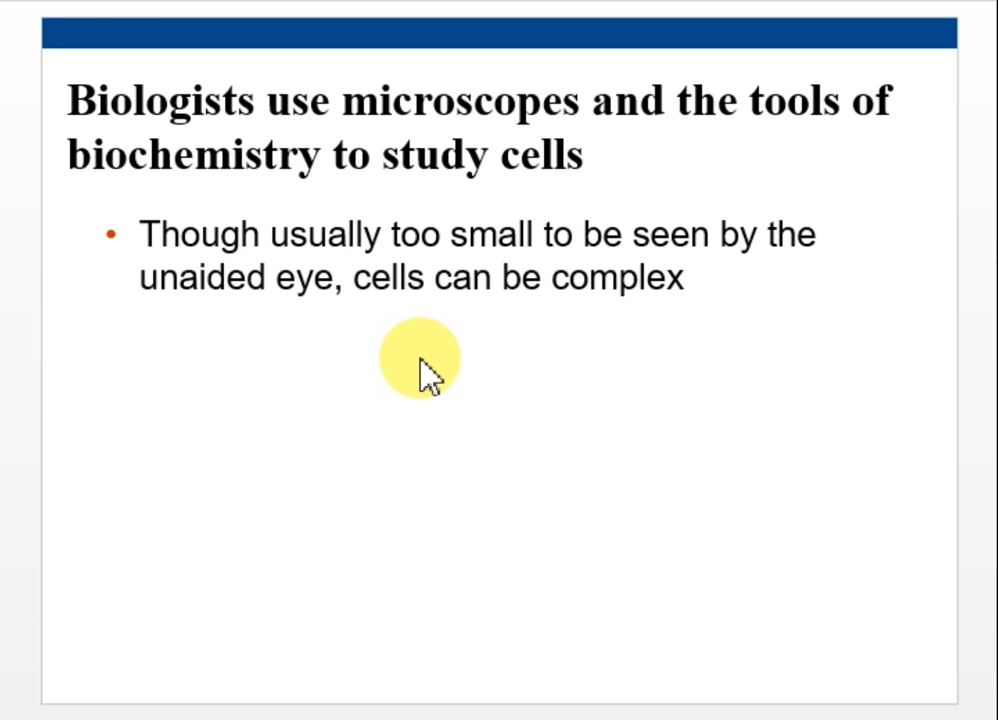 Biologists use microscopes and the tools of
biochemistry to study cells
• Though usually too small to be seen by the
unaided eye, cells can be complex